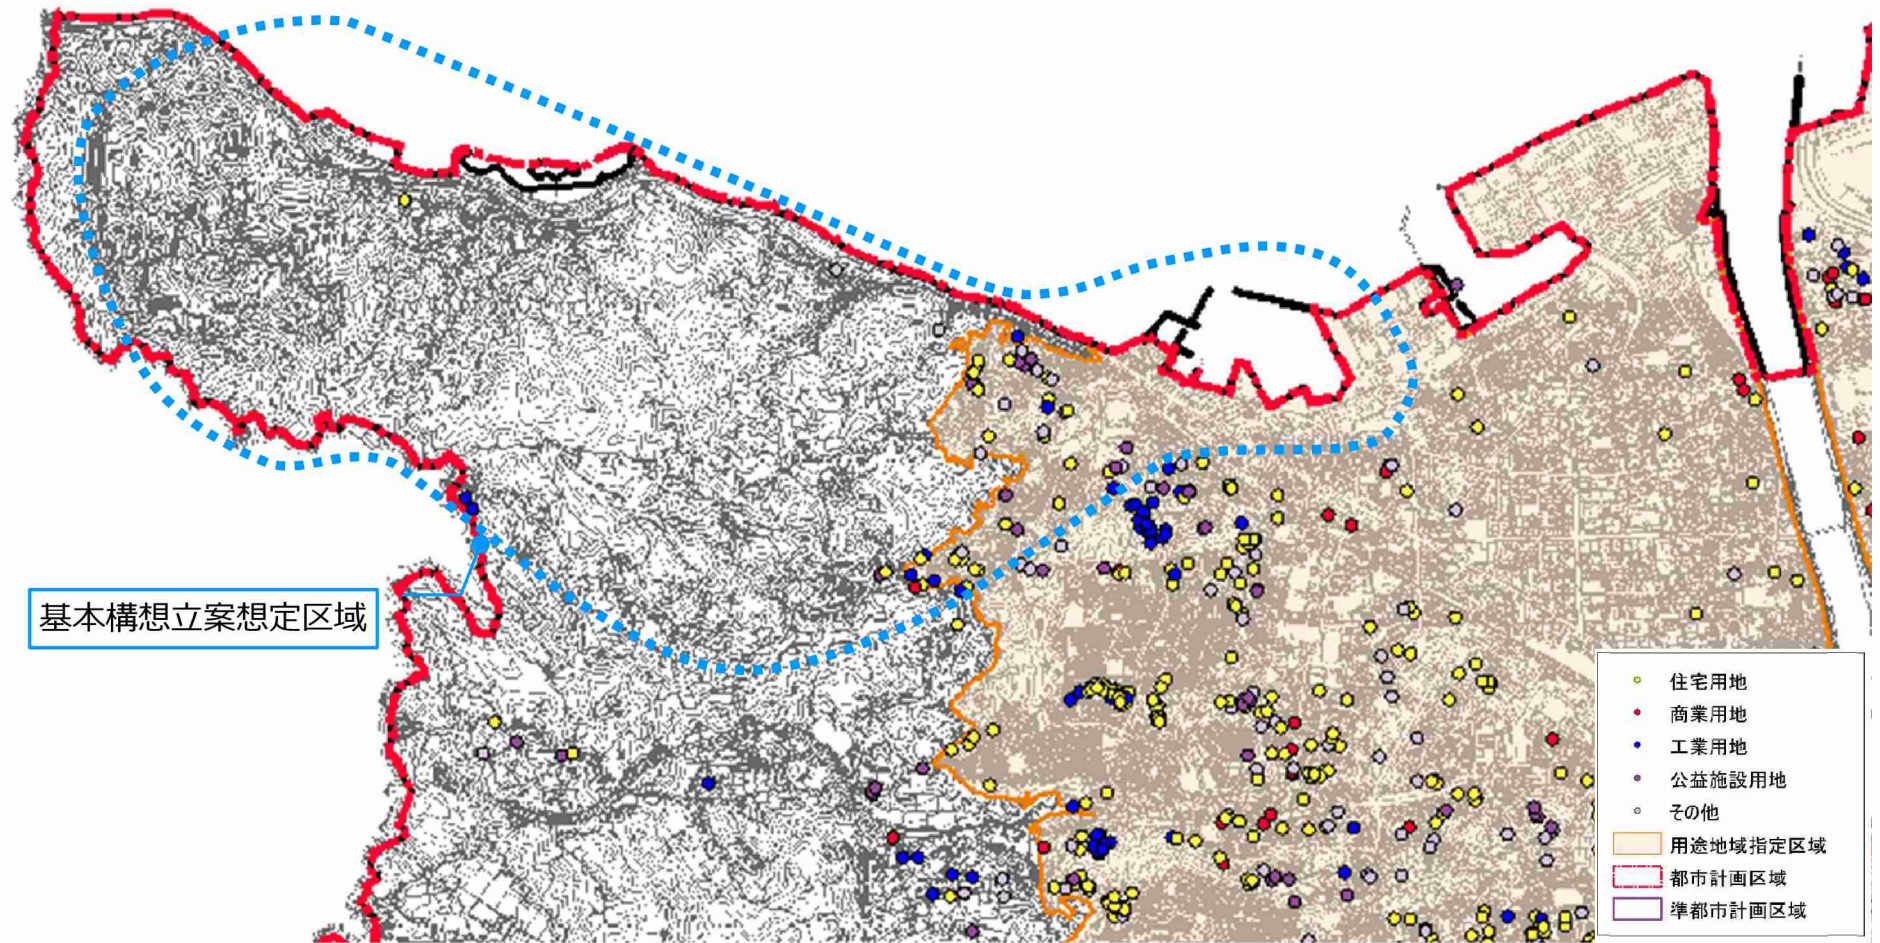 基本構想立案想定区域
住宅用地
商業用地
工業用地
公益施設用地
その他
用途地域指定区域
都市計画区域
準都市計画区域